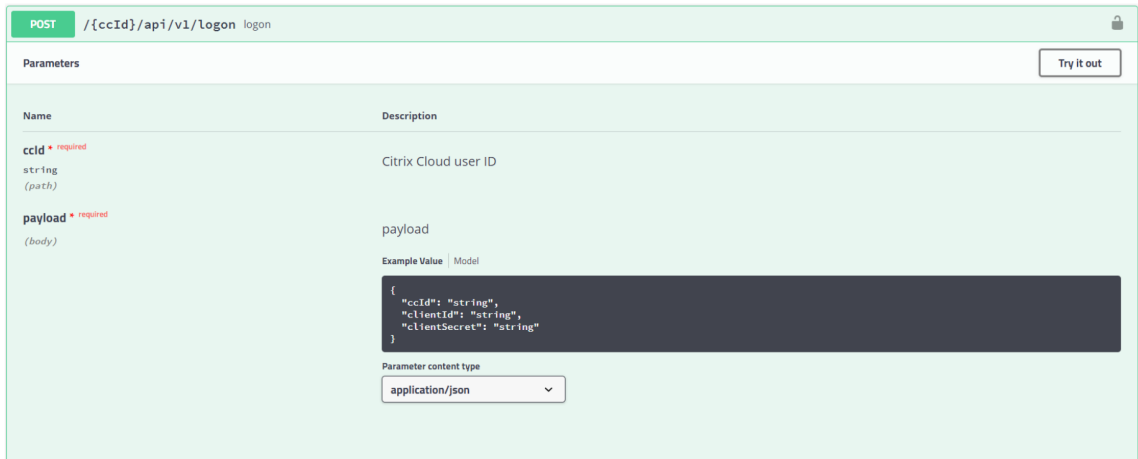 POST /{ccId}/api/v1/logon logon
Parameters Try it out
Name Description
ccId * required
string
(path)
Citrix Cloud user ID
payload * required
(body)
payload
Example Value Model
{
"ccId": "string",
"clientId": "string",
"clientSecret": "string"
}
Parameter content type
application/json